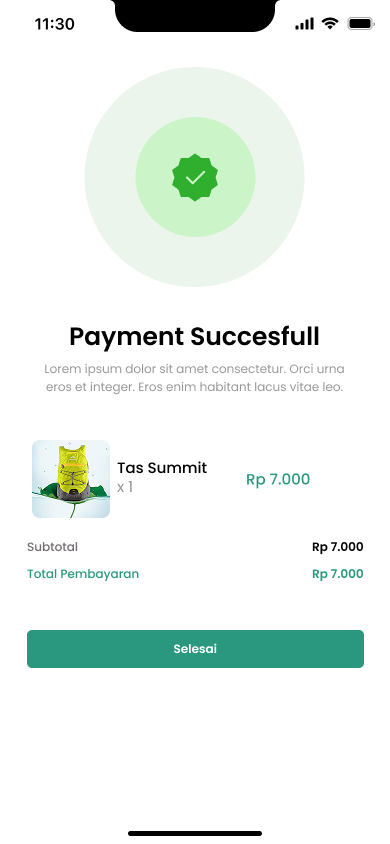 11:30
Payment Succesfull
Lorem ipsum dolor sit amet consectetur. Orci urna
eros et integer. Eros enim habitant lacus vitae leo.
Tas Summit
x 1
Rp 7.000
Subtotal Rp 7.000
Total Pembayaran Rp 7.000
Selesai